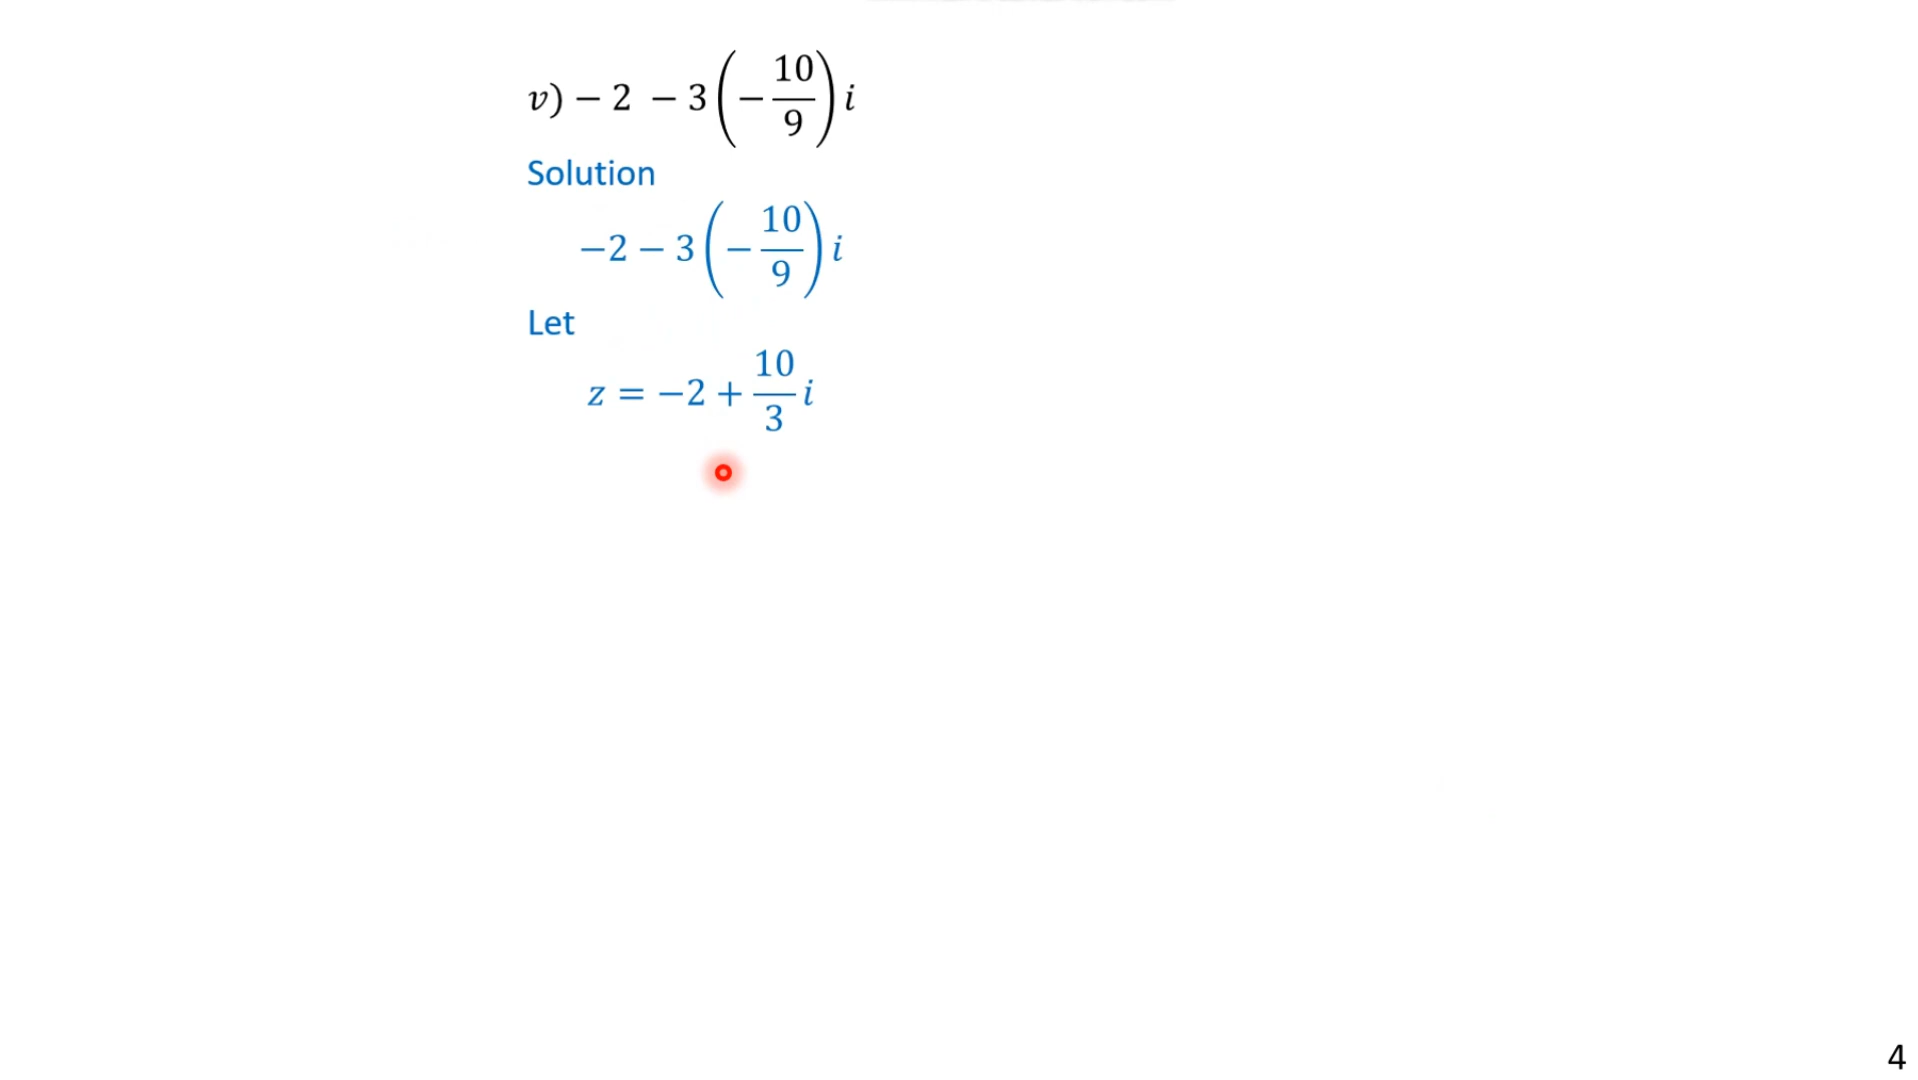 v) − 2 − 3(−10/9)i
Solution
−2 − 3(−10/9)i
Let
z = −2 + 10/3 i
4